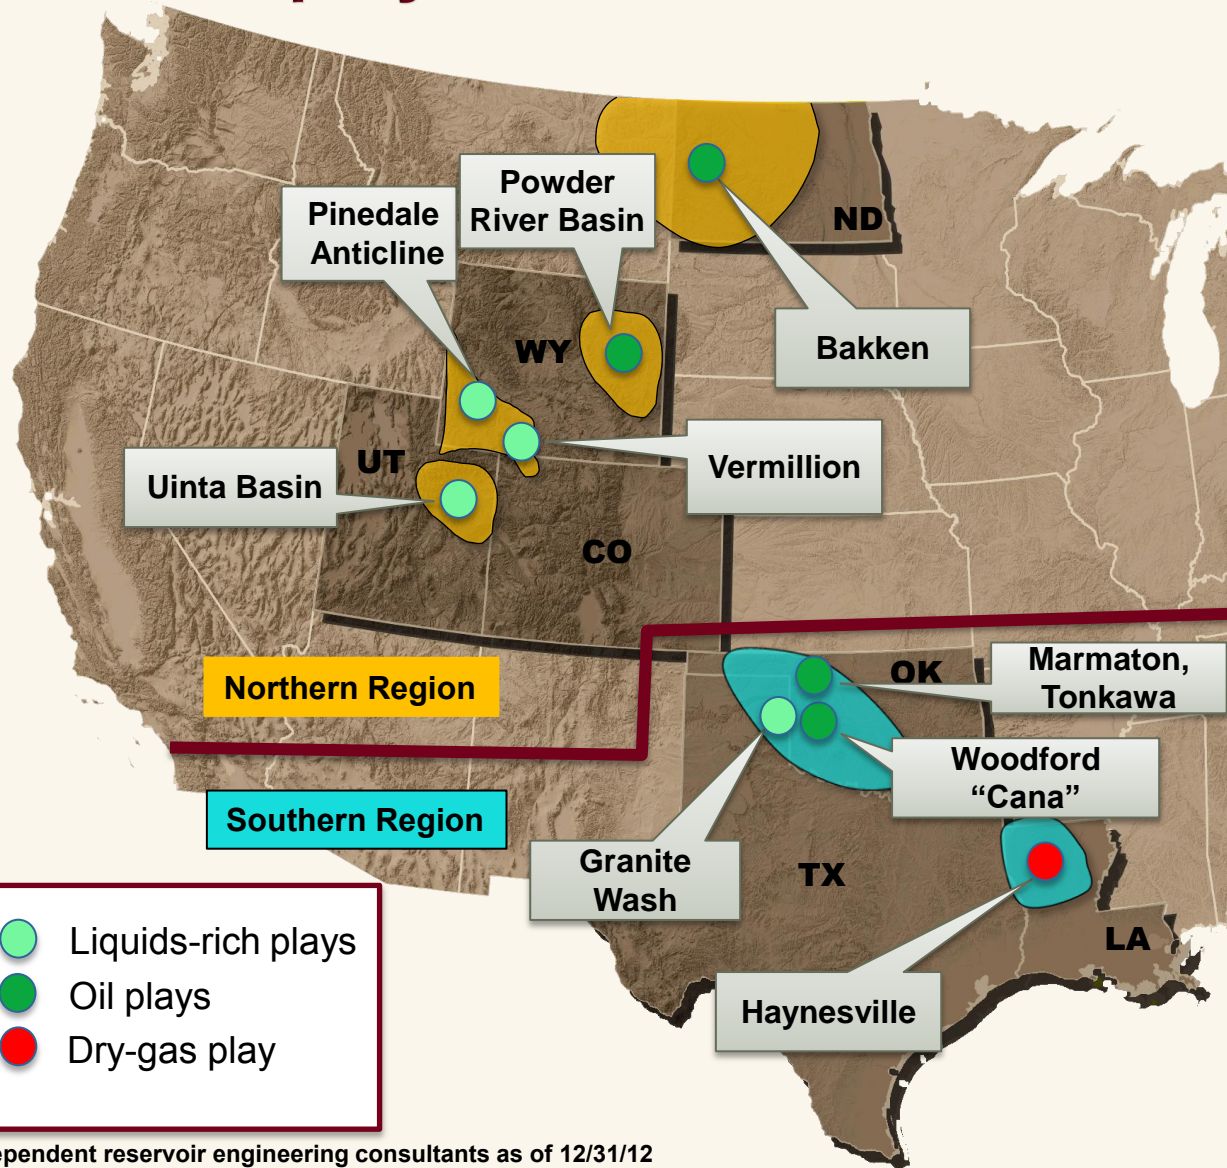 Powder
River Basin
Pinedale
Anticline
ND
Bakken
WY
Vermillion
UT
Uinta Basin
CO
OK
Marmaton,
Tonkawa
Northern Region
Woodford
“Cana”
Southern Region
Granite
Wash
TX
LA
Haynesville
Liquids-rich plays
Oil plays
Dry-gas play
ependent reservoir engineering consultants as of 12/31/12